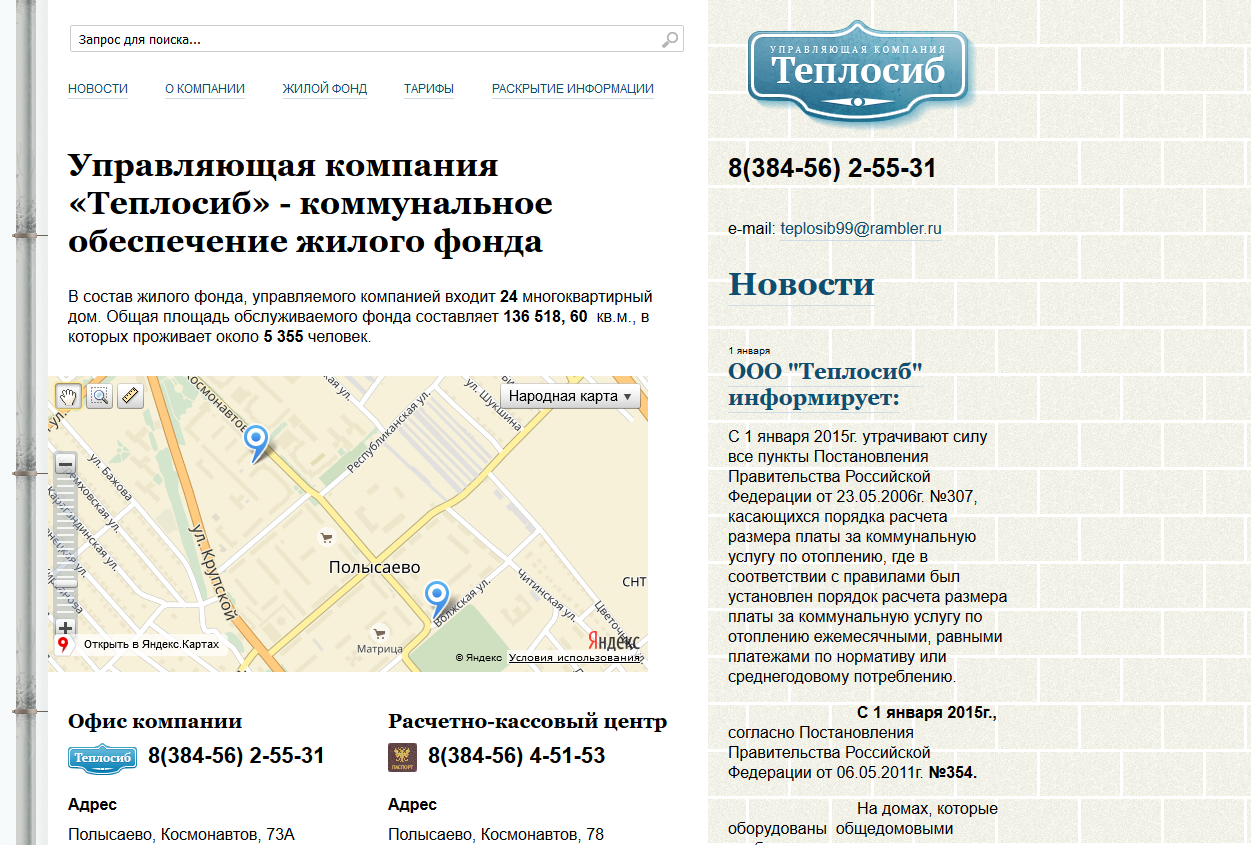 Запрос для поиска...
НОВОСТИ
О КОМПАНИИ
ЖИЛОЙ ФОНД
ТАРИФЫ
РАСКРЫТИЕ ИНФОРМАЦИИ
Управляющая компания
«Теплосиб» - коммунальное
обеспечение жилого фонда
В состав жилого фонда, управляемого компанией входит 24 многоквартирный
дом. Общая площадь обслуживаемого фонда составляет 136 518, 60 кв.м., в
которых проживает около 5 355 человек.
Народная карта
Космонавтов
ул. Шукшина
Республиканская ул.
ул. Бажова
ул. Крупской
Полысаево
СНТ
Волжская ул.
Читинская ул.
Матрица
Открыть в Яндекс.Картах
Яндекс
© Яндекс Условия использования
Офис компании
Теплосиб
8(384-56) 2-55-31
Адрес
Полысаево, Космонавтов, 73А
Расчетно-кассовый центр
ПАСПОРТ
8(384-56) 4-51-53
Адрес
Полысаево, Космонавтов, 78
УПРАВЛЯЮЩАЯ КОМПАНИЯ
Теплосиб
8(384-56) 2-55-31
e-mail: teplosib99@rambler.ru
Новости
1 января
ООО "Теплосиб"
информирует:
С 1 января 2015г. утрачивают силу
все пункты Постановления
Правительства Российской
Федерации от 23.05.2006г. №307,
касающихся порядка расчета
размера платы за коммунальную
услугу по отоплению, где в
соответствии с правилами был
установлен порядок расчета размера
платы за коммунальную услугу по
отоплению ежемесячными, равными
платежами по нормативу или
среднегодовому потреблению.
С 1 января 2015г.,
согласно Постановления
Правительства Российской
Федерации от 06.05.2011г. №354.
На домах, которые
оборудованы общедомовыми